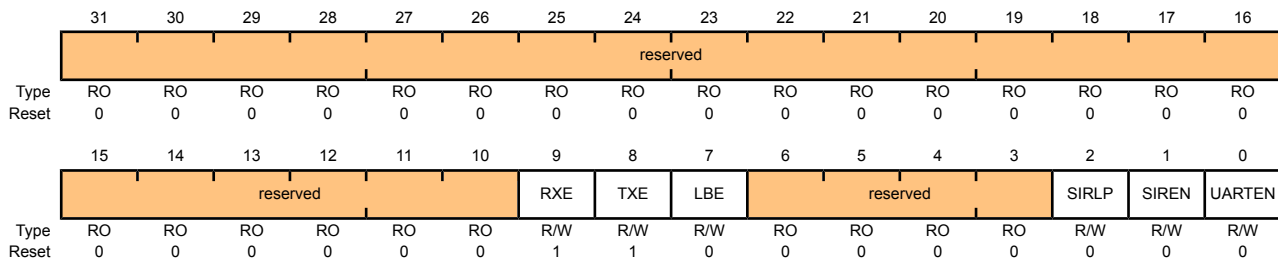 31 30 29 28 27 26 25 24 23 22 21 20 19 18 17 16
reserved
Type RO RO RO RO RO RO RO RO RO RO RO RO RO RO RO RO
Reset 0 0 0 0 0 0 0 0 0 0 0 0 0 0 0 0
15 14 13 12 11 10 9 8 7 6 5 4 3 2 1 0
reserved RXE TXE LBE reserved SIRLP SIREN UARTEN
Type RO RO RO RO RO RO R/W R/W R/W RO RO RO RO R/W R/W R/W
Reset 0 0 0 0 0 0 1 1 0 0 0 0 0 0 0 0